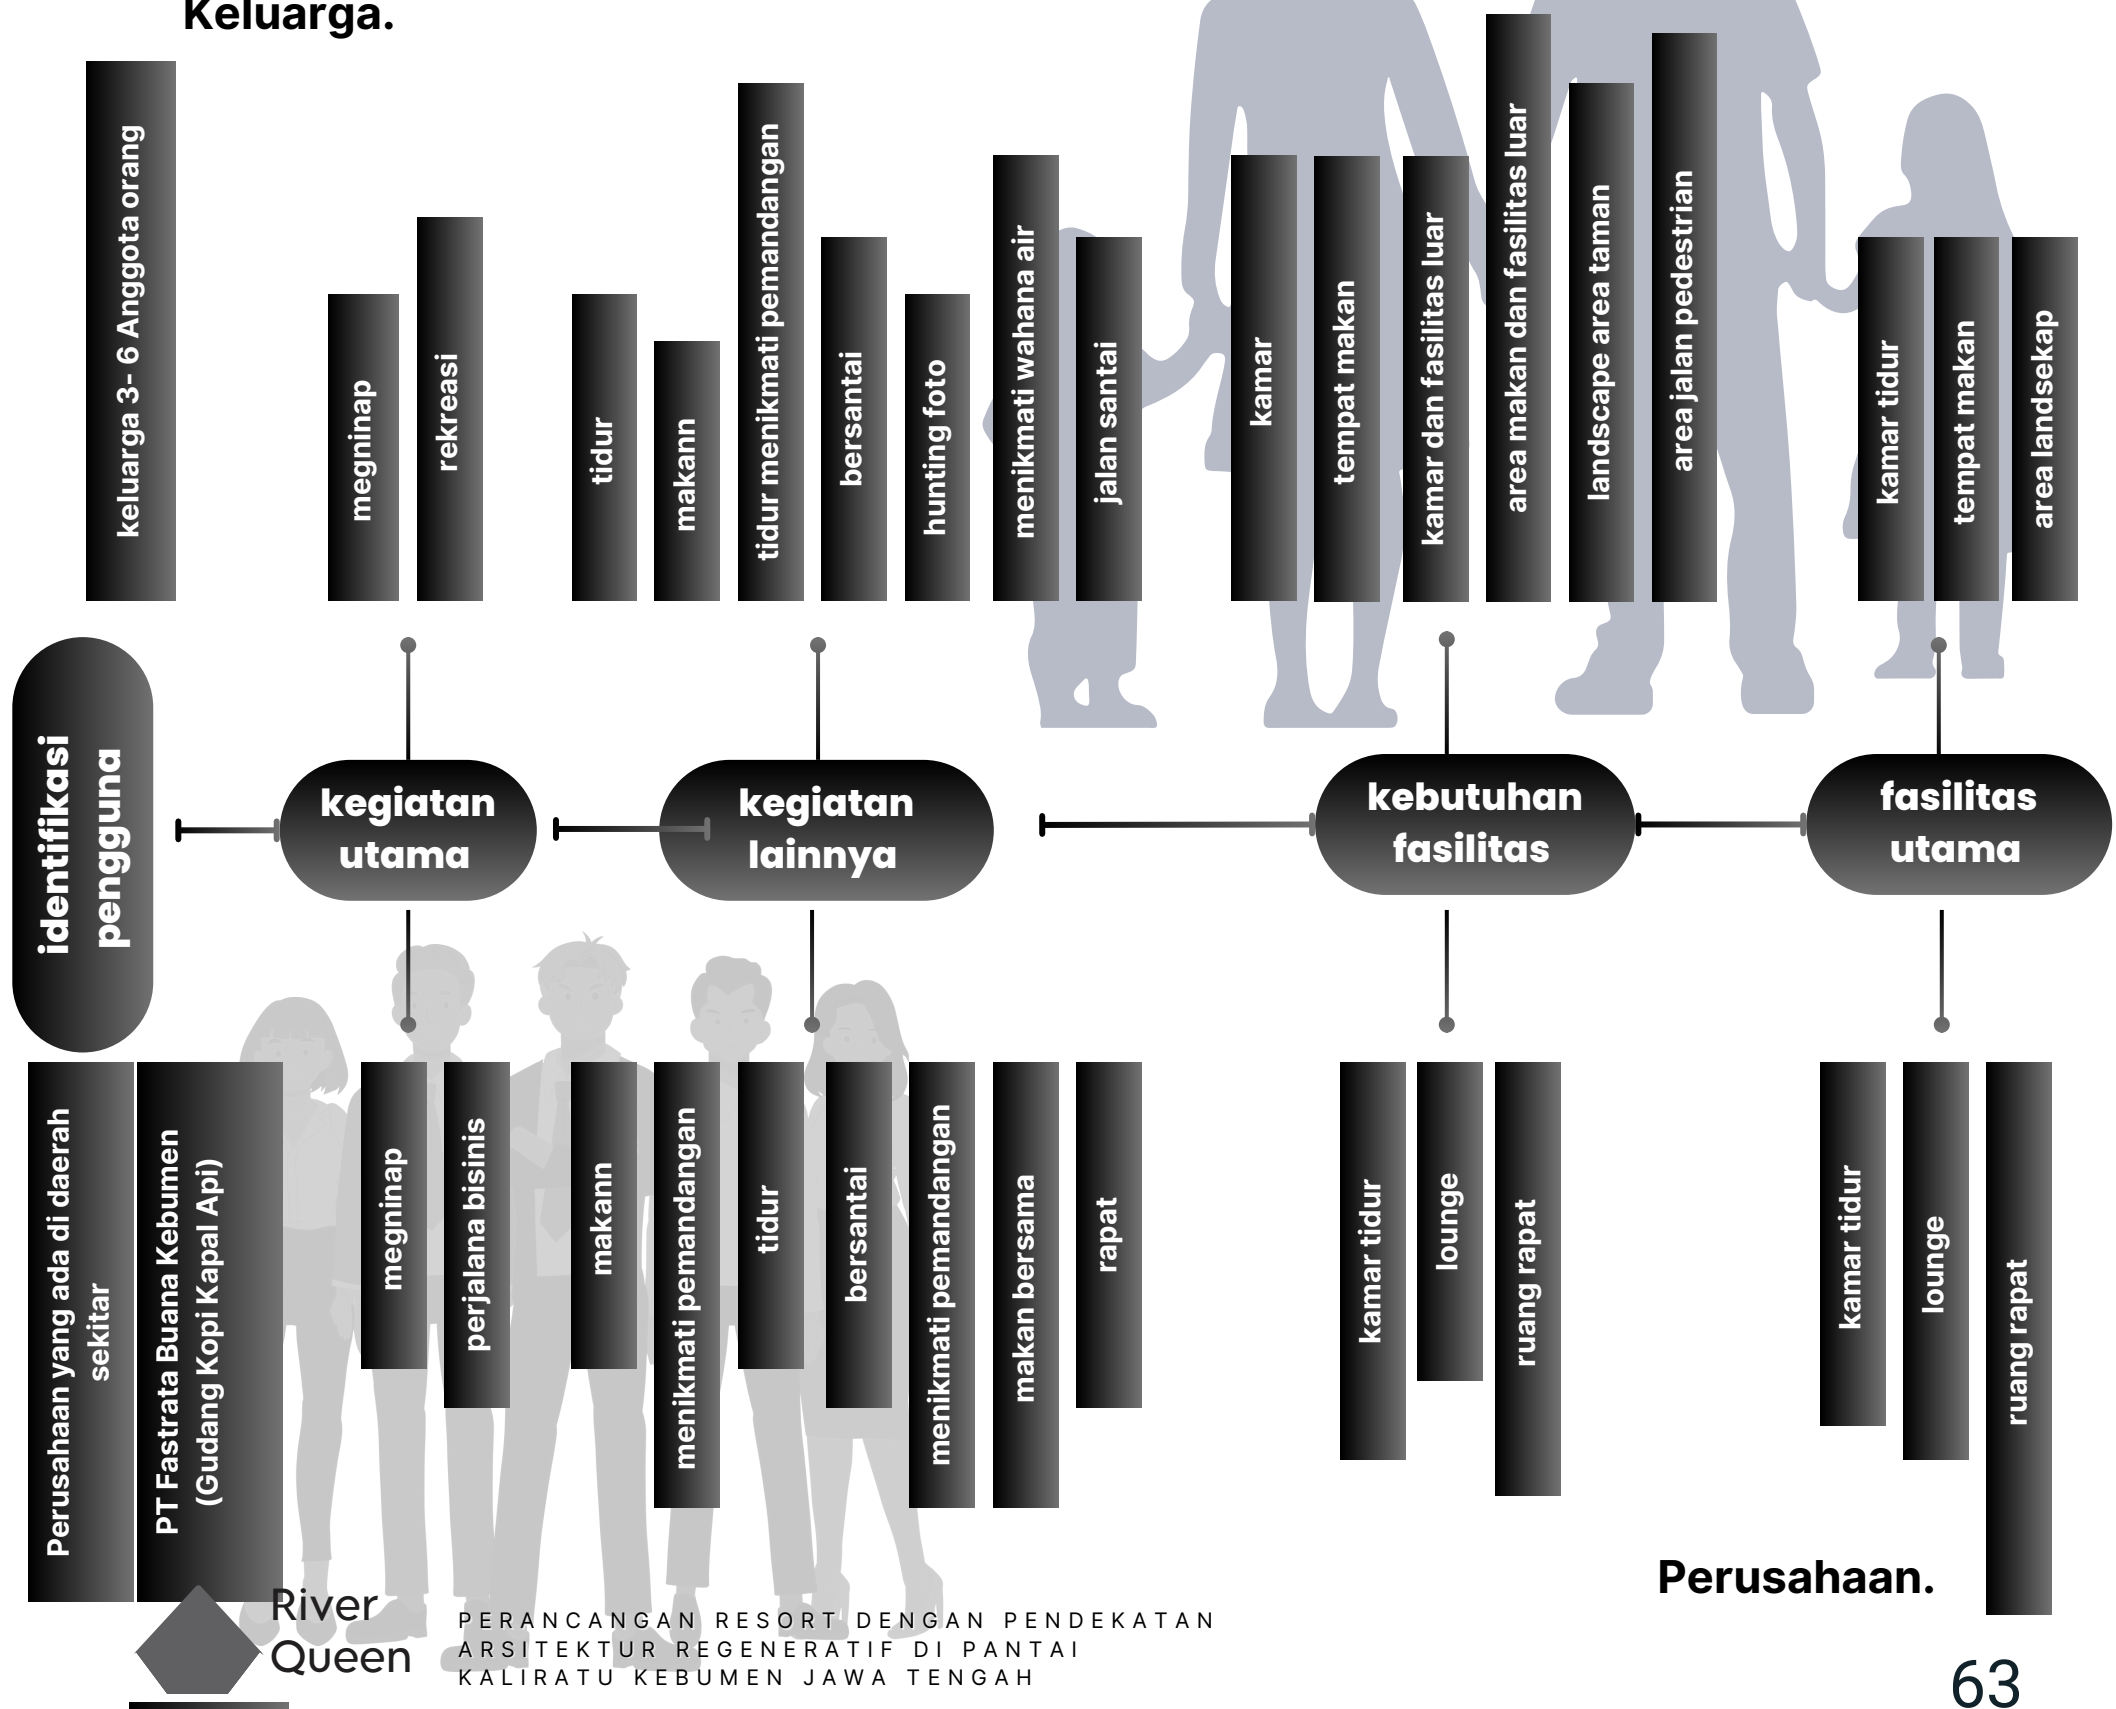 Keluarga.
keluarga 3- 6 Anggota orang
megninap
rekreasi
tidur
makann
tidur menikmati pemandangan
bersantai
hunting foto
menikmati wahana air
jalan santai
kamar
tempat makan
kamar dan fasilitas luar
area makan dan fasilitas luar
landscape area taman
area jalan pedestrian
kamar tidur
tempat makan
area landsekap
identifikasi
pengguna
kegiatan
utama
kegiatan
lainnya
kebutuhan
fasilitas
fasilitas
utama
Perusahaan yang ada di daerah
sekitar
PT Fastrata Buana Kebumen
(Gudang Kopi Kapal Api)
megninap
perjalana bisinis
makann
menikmati pemandangan
tidur
bersantai
menikmati pemandangan
makan bersama
rapat
kamar tidur
lounge
ruang rapat
kamar tidur
lounge
ruang rapat
Perusahaan.
River
Queen
PERANCANGAN RESORT DENGAN PENDEKATAN
ARSITEKTUR REGENERATIF DI PANTAI
KALIRATU KEBUMEN JAWA TENGAH
63